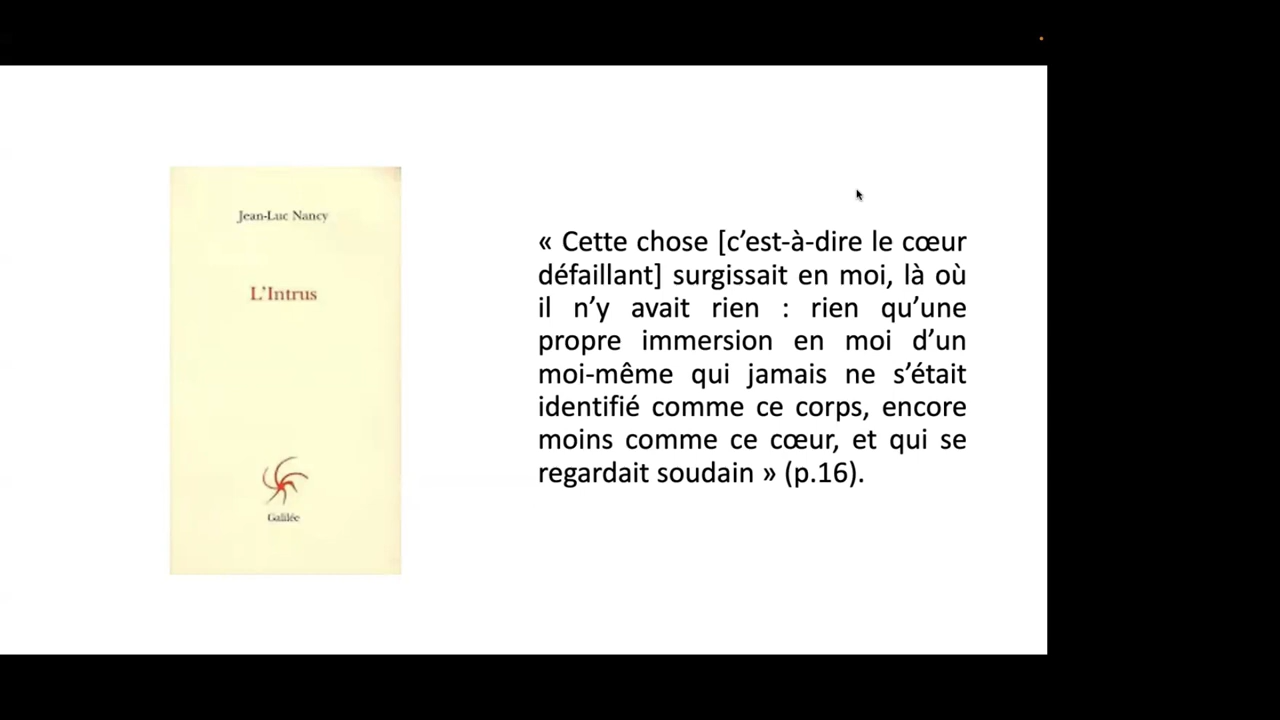 Jean-Luc Nancy
L'Intrus
Galilée
« Cette chose [c’est-à-dire le cœur
défaillant] surgissait en moi, là où
il n’y avait rien : rien qu’une
propre immersion en moi d’un
moi-même qui jamais ne s’était
identifié comme ce corps, encore
moins comme ce cœur, et qui se
regardait soudain » (p.16).